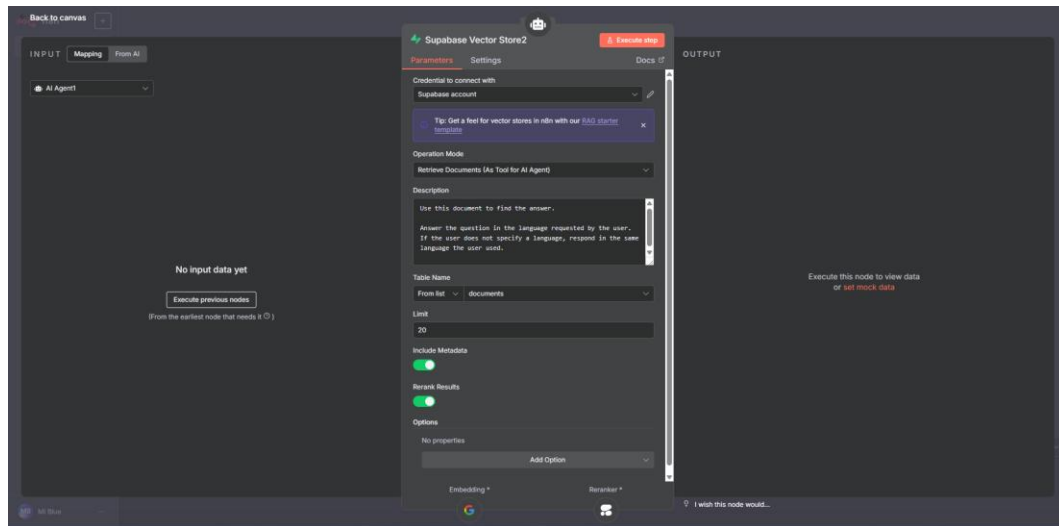 Back to canvas
INPUT
Mapping
From AI
AI Agent1
No input data yet
Execute previous nodes
(From the earliest node that needs it )
Supabase Vector Store2
Execute step
Parameters
Settings
Docs
Credential to connect with
Supabase account
Tip: Get a feel for vector stores in n8n with our RAG starter
template
Operation Mode
Retrieve Documents (As Tool for AI Agent)
Description
Use this document to find the answer.
Answer the question in the language requested by the user.
If the user does not specify a language, respond in the same
language the user used.
Table Name
From list
documents
Limit
20
Include Metadata
Rerank Results
Options
No properties
Add Option
Embedding *
Reranker *
OUTPUT
Execute this node to view data
or set mock data
I wish this node would...